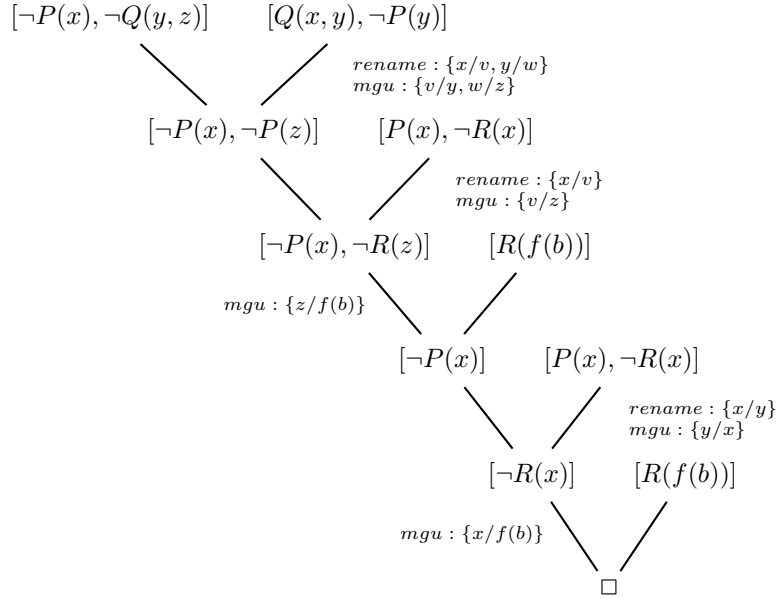 [¬P(x), ¬Q(y, z)] [Q(x, y), ¬P(y)]
rename : {x/v, y/w}
mgu : {v/y, w/z}
[¬P(x), ¬P(z)] [P(x), ¬R(x)]
rename : {x/v}
mgu : {v/z}
[¬P(x), ¬R(z)] [R(f(b))]
mgu : {z/f(b)}
[¬P(x)] [P(x), ¬R(x)]
rename : {x/y}
mgu : {y/x}
[¬R(x)] [R(f(b))]
mgu : {x/f(b)}
□